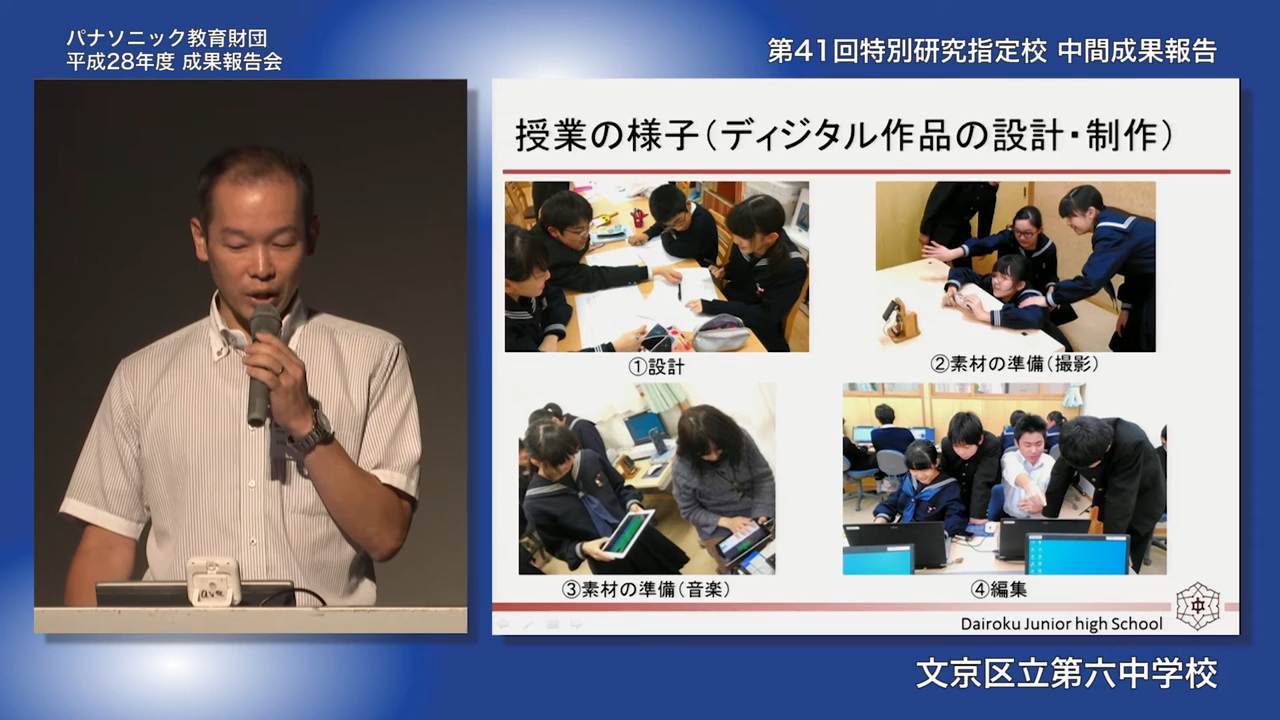 パナソニック教育財団
平成28年度 成果報告会
第41回特別研究指定校 中間成果報告
授業の様子(ディジタル作品の設計・制作)
①設計
②素材の準備(撮影)
③素材の準備(音楽)
④編集
中
Dairoku Junior high School
文京区立第六中学校